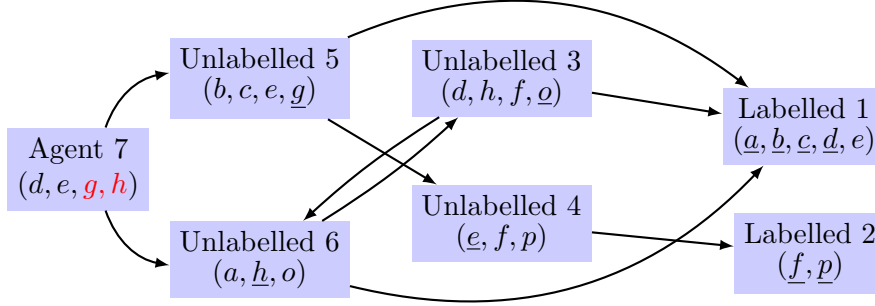 Agent 7
(d, e, g, h)
Unlabelled 5
(b, c, e, g)
Unlabelled 6
(a, h, o)
Unlabelled 3
(d, h, f, o)
Unlabelled 4
(e, f, p)
Labelled 1
(a, b, c, d, e)
Labelled 2
(f, p)